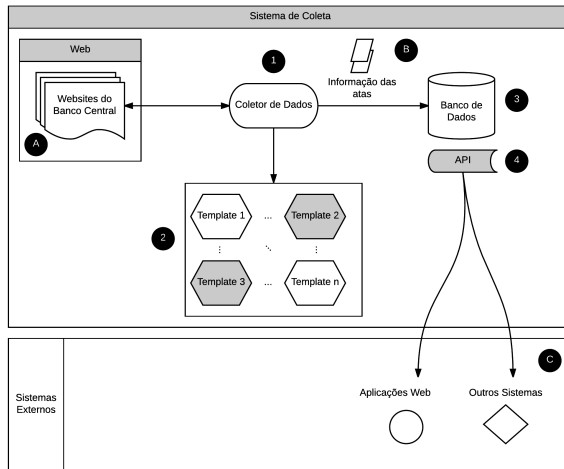 Sistema de Coleta
Web
Websites do
Banco Central
A
1
Coletor de Dados
B
Informação das
atas
Banco de
Dados
3
API
4
2
Template 1
...
Template 2
...
...
...
Template 3
...
Template n
C
Sistemas
Externos
Aplicações Web
Outros Sistemas